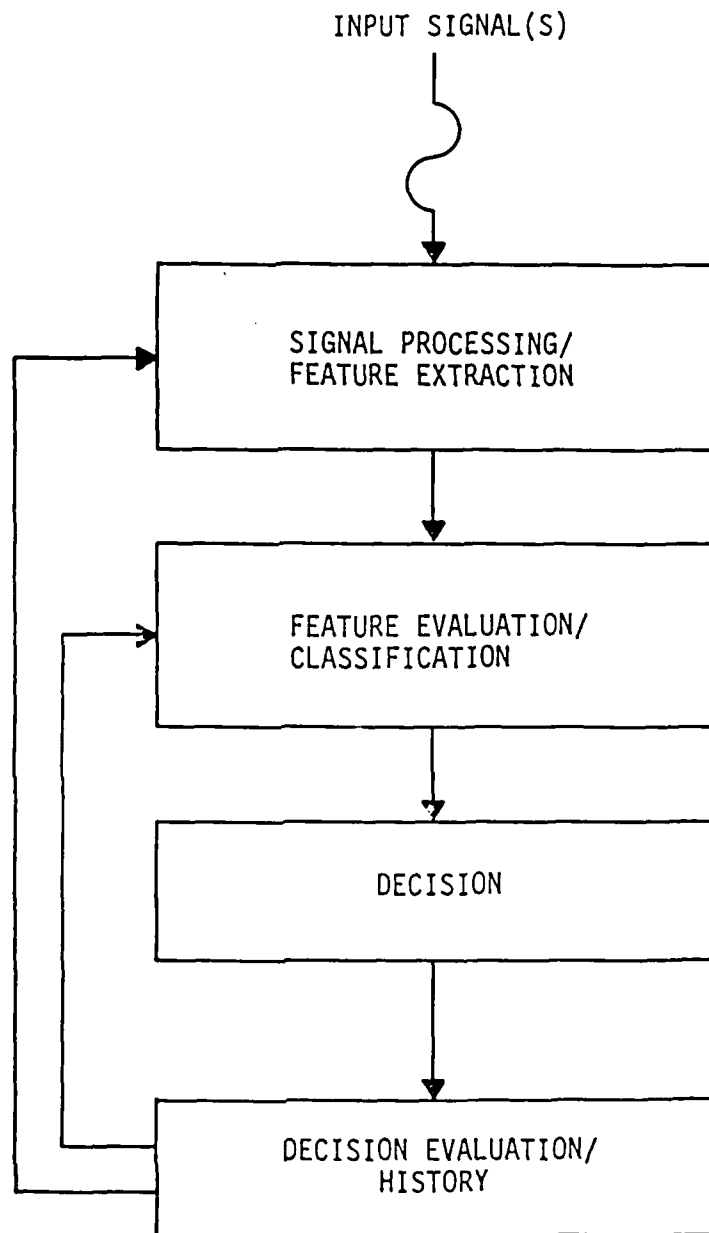 INPUT SIGNAL(S)
SIGNAL PROCESSING/
FEATURE EXTRACTION
FEATURE EVALUATION/
CLASSIFICATION
DECISION
DECISION EVALUATION/
HISTORY